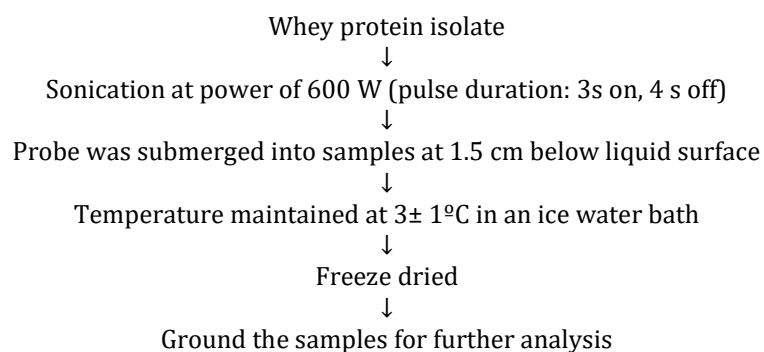 Whey protein isolate
↓
Sonication at power of 600 W (pulse duration: 3s on, 4 s off)
↓
Probe was submerged into samples at 1.5 cm below liquid surface
↓
Temperature maintained at 3± 1ºC in an ice water bath
↓
Freeze dried
↓
Ground the samples for further analysis